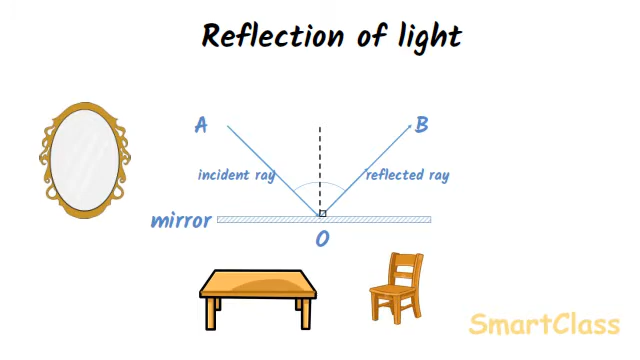 Reflection of light
A
B
incident ray
reflected ray
mirror
O
SmartClass